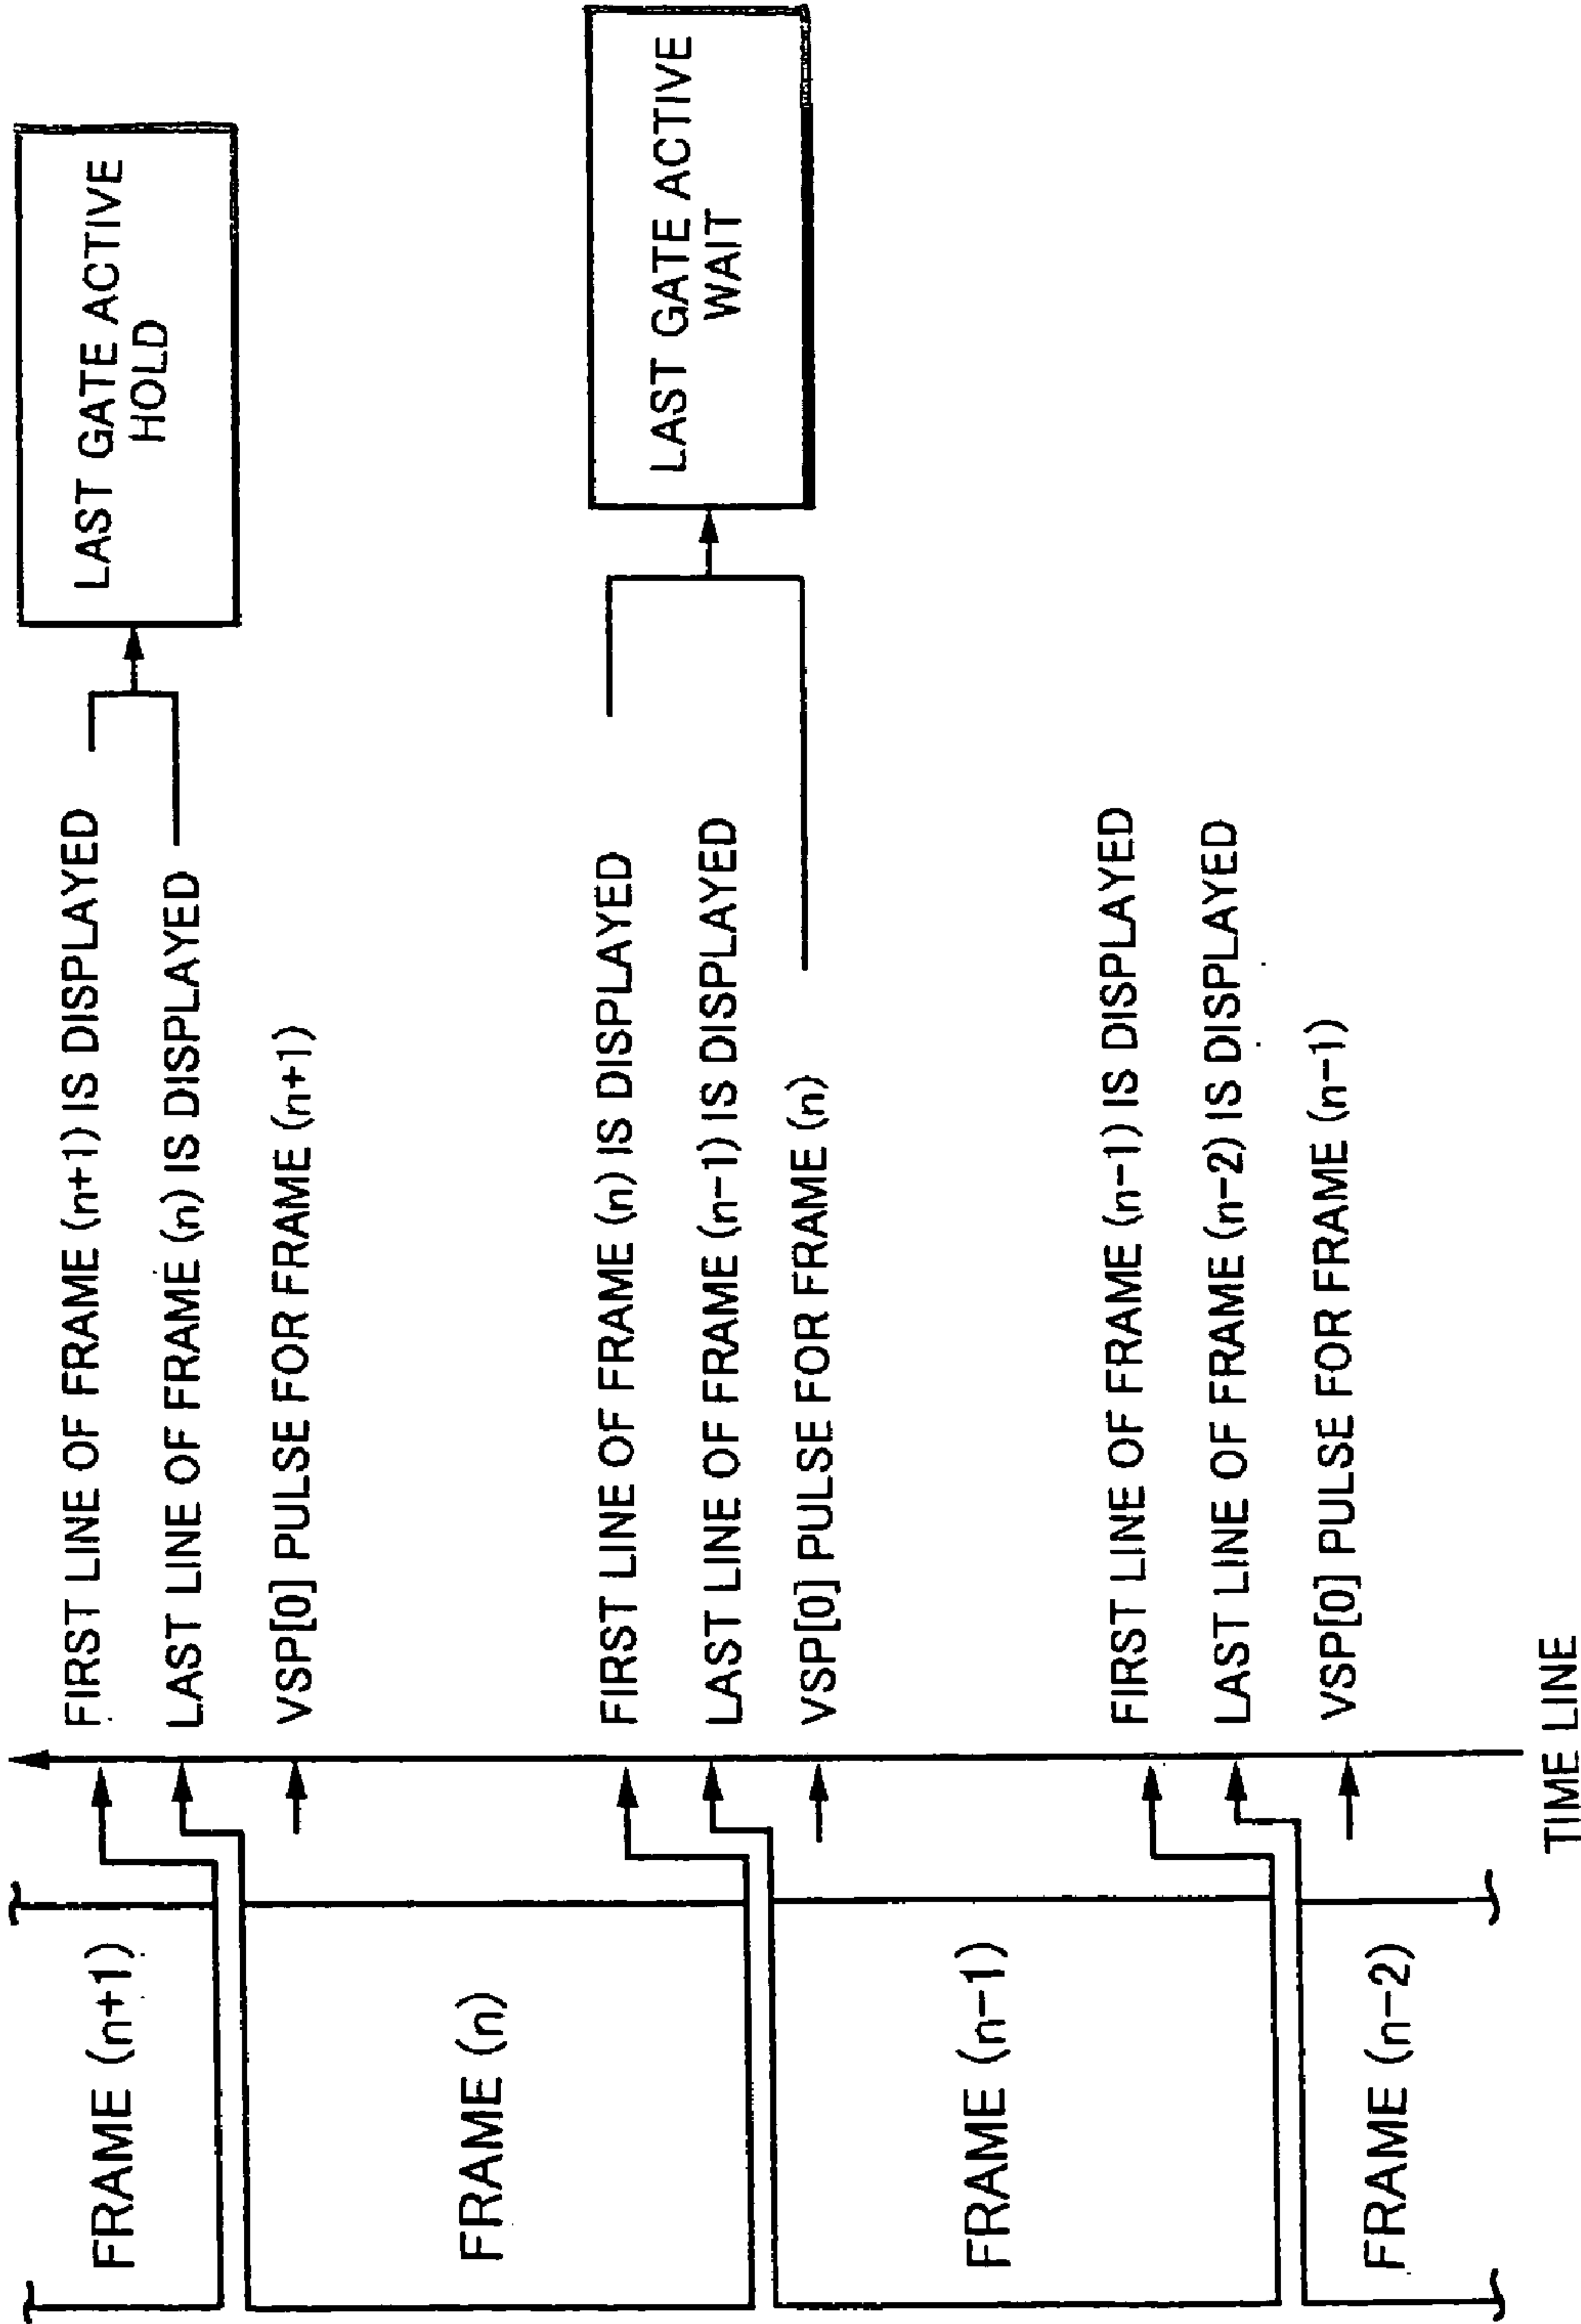 FRAME (n+1)
FRAME (n)
FRAME (n-1)
FRAME (n-2)
TIME LINE
FIRST LINE OF FRAME (n+1) IS DISPLAYED
LAST LINE OF FRAME (n) IS DISPLAYED
VSP[0] PULSE FOR FRAME (n+1)
FIRST LINE OF FRAME (n) IS DISPLAYED
LAST LINE OF FRAME (n-1) IS DISPLAYED
VSP[0] PULSE FOR FRAME (n)
FIRST LINE OF FRAME (n-1) IS DISPLAYED
LAST LINE OF FRAME (n-2) IS DISPLAYED
VSP[0] PULSE FOR FRAME (n-1)
LAST GATE ACTIVE
HOLD
LAST GATE ACTIVE
WAIT